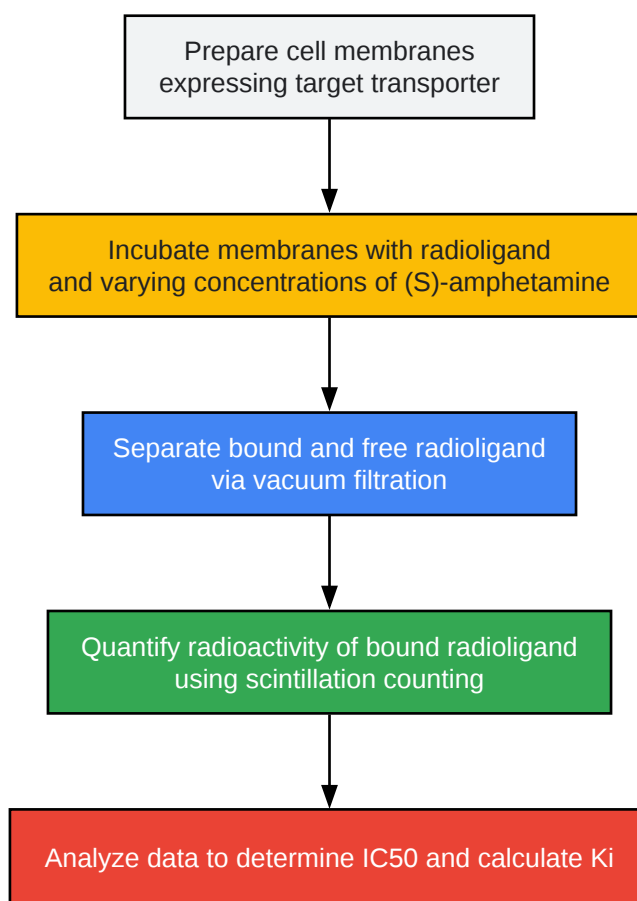 Prepare cell membranes
expressing target transporter
Incubate membranes with radioligand
and varying concentrations of (S)-amphetamine
Separate bound and free radioligand
via vacuum filtration
Quantify radioactivity of bound radioligand
using scintillation counting
Analyze data to determine IC50 and calculate Ki